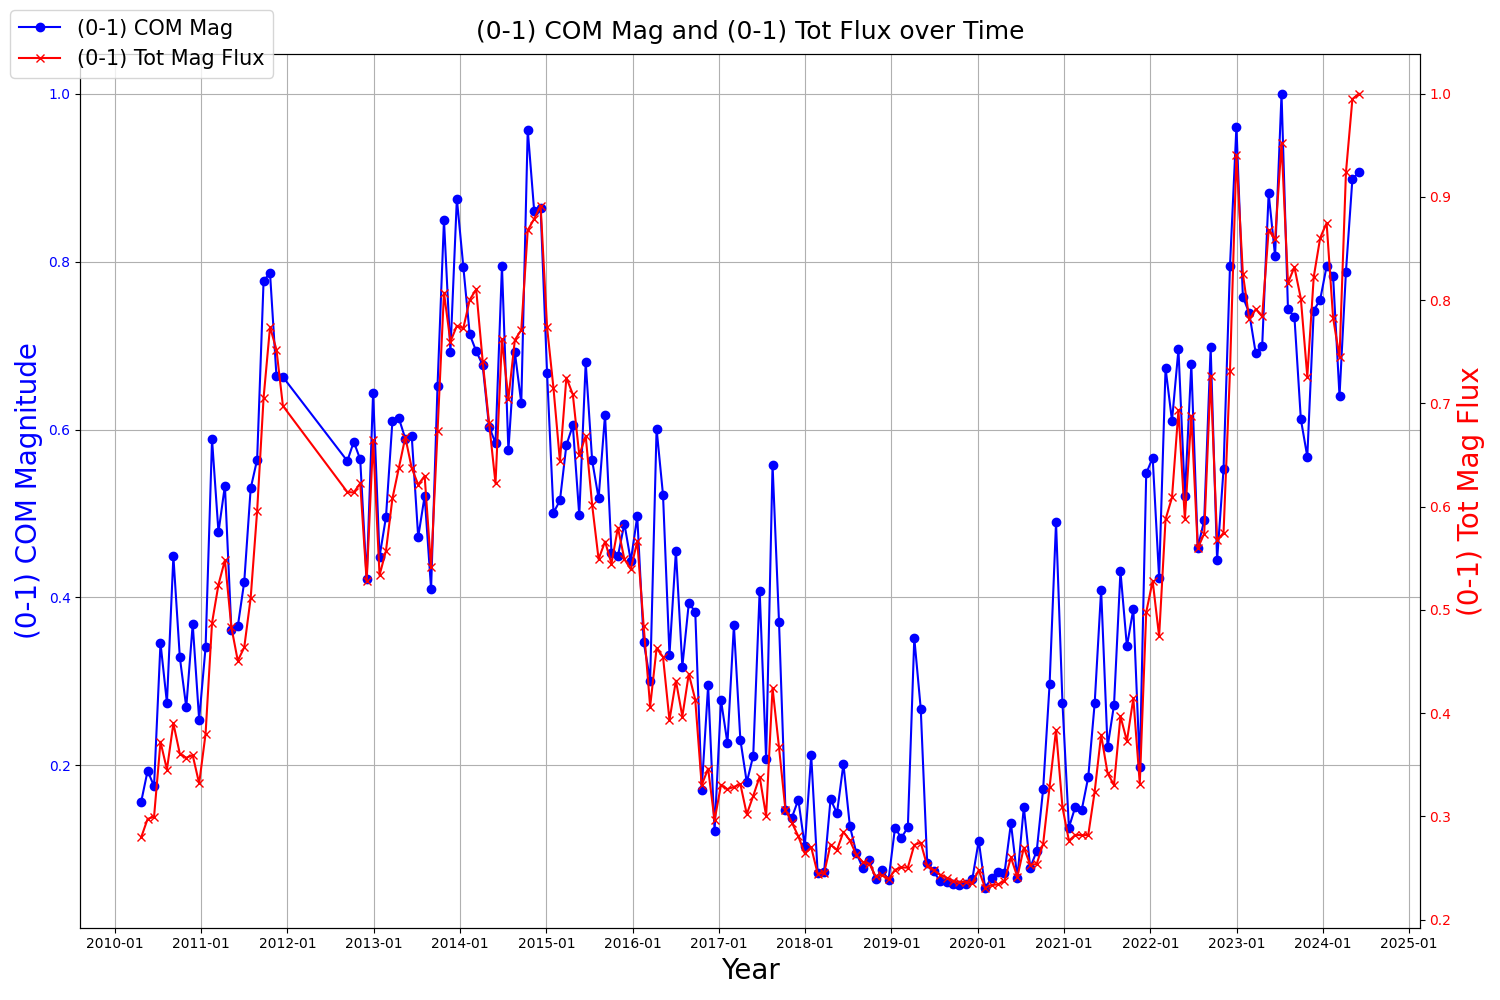 (0-1) COM Mag and (0-1) Tot Flux over Time
(0-1) COM Mag
(0-1) Tot Mag Flux
(0-1) COM Magnitude
1.0
0.8
0.6
0.4
0.2
(0-1) Tot Mag Flux
1.0
0.9
0.8
0.7
0.6
0.5
0.4
0.3
0.2
2010-01 2011-01 2012-01 2013-01 2014-01 2015-01 2016-01 2017-01 2018-01 2019-01 2020-01 2021-01 2022-01 2023-01 2024-01 2025-01
Year